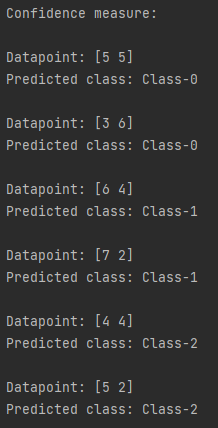 Confidence measure:
Datapoint: [5 5]
Predicted class: Class-0
Datapoint: [3 6]
Predicted class: Class-0
Datapoint: [6 4]
Predicted class: Class-1
Datapoint: [7 2]
Predicted class: Class-1
Datapoint: [4 4]
Predicted class: Class-2
Datapoint: [5 2]
Predicted class: Class-2